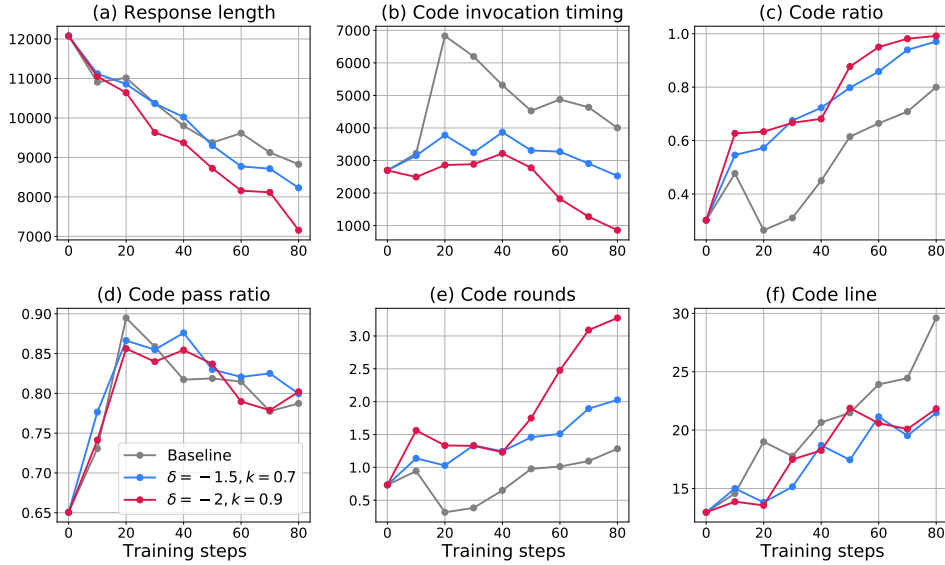 (a) Response length
12000
11000
10000
9000
8000
7000
0 20 40 60 80
(b) Code invocation timing
7000
6000
5000
4000
3000
2000
1000
0 20 40 60 80
(c) Code ratio
1.0
0.8
0.6
0.4
0 20 40 60 80
(d) Code pass ratio
0.90
0.85
0.80
0.75
0.70
0.65
Baseline
δ = −1.5, k = 0.7
δ = −2, k = 0.9
0 20 40 60 80
Training steps
(e) Code rounds
3.0
2.5
2.0
1.5
1.0
0.5
0 20 40 60 80
Training steps
(f) Code line
30
25
20
15
0 20 40 60 80
Training steps